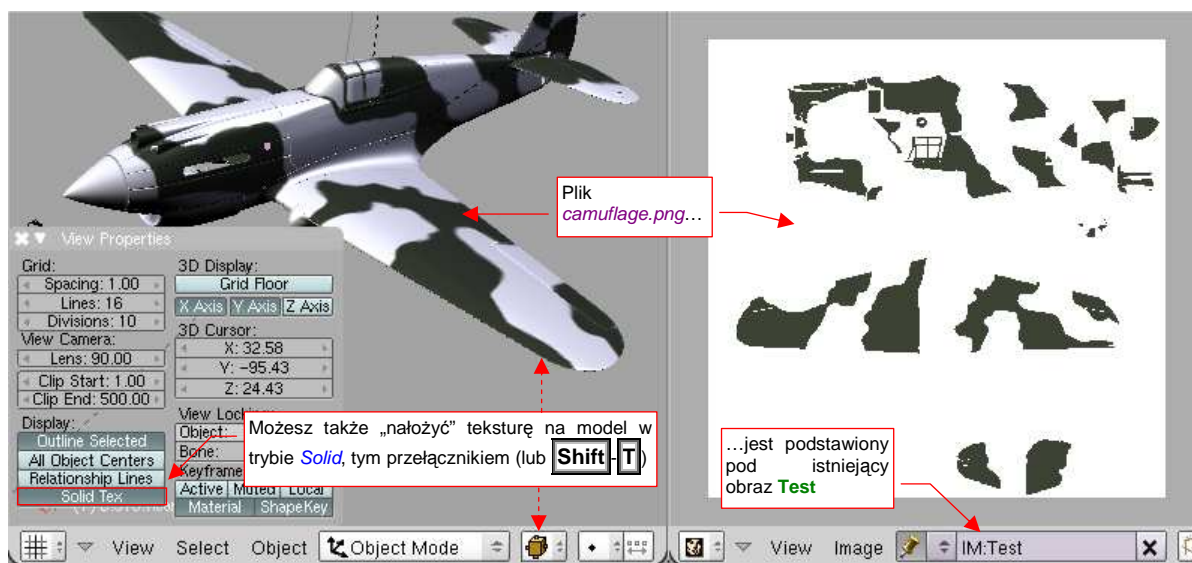 Plik
camuflage.png…
View Properties
Grid:
Spacing: 1.00
Lines: 16
Divisions: 10
View Camera:
Lens: 90.00
Clip Start: 1.00
Clip End: 500.00
Display:
Outline Selected
All Object Centers
Relationship Lines
Solid Tex
3D Display:
Grid Floor
X Axis Y Axis Z Axis
3D Cursor:
X: 32.58
Y: -95.43
Z: 24.43
View Locking:
Object:
Bone:
Keyframe
Active Muted Local
Material ShapeKey
Możesz także „nałożyć” teksturę na model w
trybie Solid, tym przełącznikiem (lub Shift-T)
…jest podstawiony
pod istniejący
obraz Test
View Select Object Object Mode
View Image IM:Test X